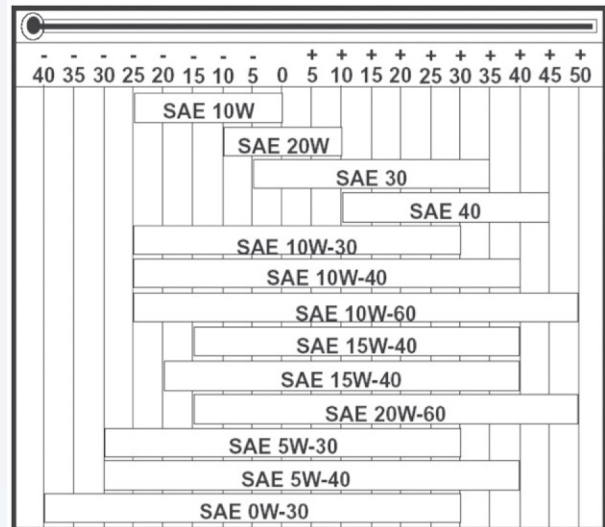 - - - - - - - - + + + + + + + + + +
40 35 30 25 20 15 10 5 0 5 10 15 20 25 30 35 40 45 50
SAE 10W
SAE 20W
SAE 30
SAE 40
SAE 10W-30
SAE 10W-40
SAE 10W-60
SAE 15W-40
SAE 15W-40
SAE 20W-60
SAE 5W-30
SAE 5W-40
SAE 0W-30